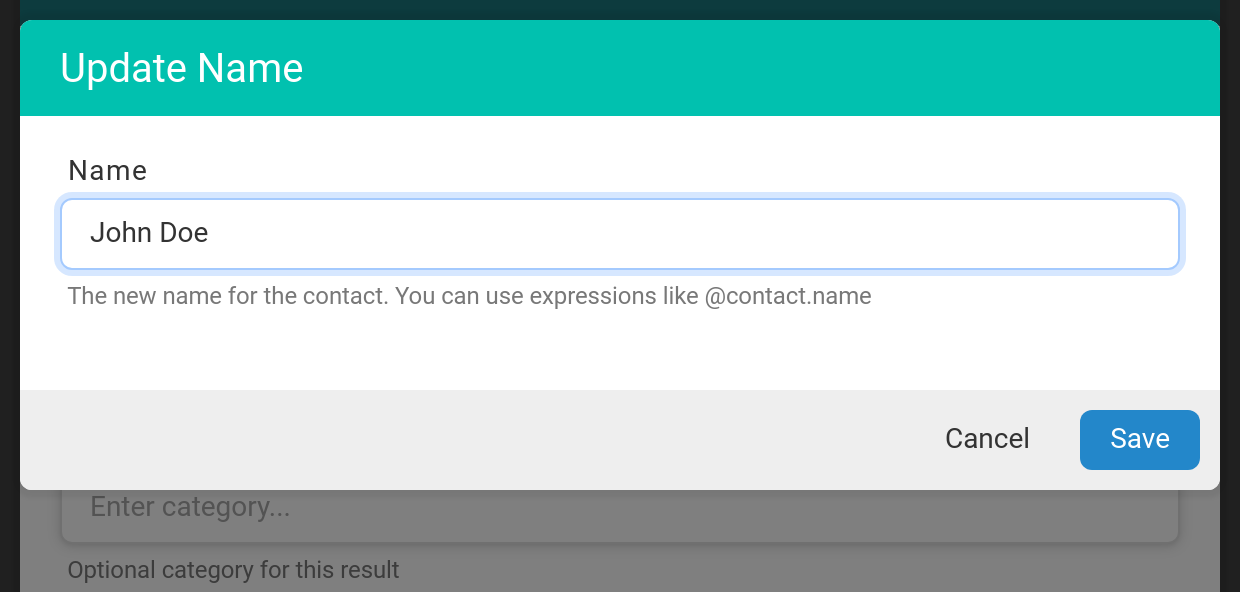 Update Name
Name
John Doe
The new name for the contact. You can use expressions like @contact.name
Cancel
Save
Enter category...
Optional category for this result